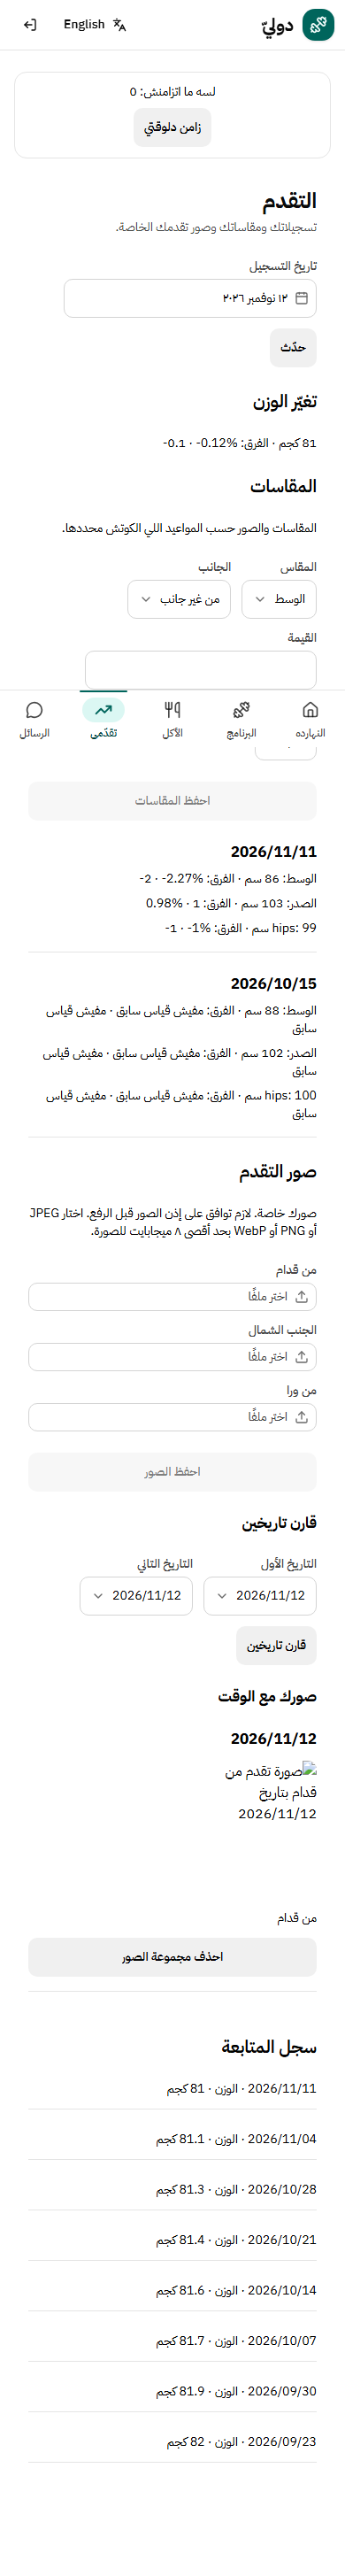 دوليّ
English
لسه ما اتزامنش: 0
زامن دلوقتي
التقدم
تسجيلاتك ومقاساتك وصور تقدمك الخاصة.
تاريخ التسجيل
١٢ نوفمبر ٢٠٢٦
حدّث
تغيّر الوزن
81 كجم · الفرق: 0.12%- · 0.1-
المقاسات
المقاسات والصور حسب المواعيد اللي الكوتش محددها.
المقاس
الجانب
الوسط
من غير جانب
القيمة
النهارده
البرنامج
الأكل
تقدّمي
الرسائل
احفظ المقاسات
2026/11/11
الوسط: 86 سم · الفرق: 2.27%- · 2-
الصدر: 103 سم · الفرق: 1 · 0.98%
hips: 99 سم · الفرق: 1%- · 1-
2026/10/15
الوسط: 88 سم · الفرق: مفيش قياس سابق · مفيش قياس
سابق
الصدر: 102 سم · الفرق: مفيش قياس سابق · مفيش قياس
سابق
hips: 100 سم · الفرق: مفيش قياس سابق · مفيش قياس
سابق
صور التقدم
صورك خاصة. لازم توافق على إذن الصور قبل الرفع. اختار JPEG
أو PNG أو WebP بحد أقصى ٨ ميجابايت للصورة.
من قدام
اختر ملفًا
الجنب الشمال
اختر ملفًا
من ورا
اختر ملفًا
احفظ الصور
قارن تاريخين
التاريخ الأول
التاريخ التاني
2026/11/12
2026/11/12
قارن تاريخين
صورك مع الوقت
2026/11/12
صورة تقدم من
قدام بتاريخ
2026/11/12
من قدام
احذف مجموعة الصور
سجل المتابعة
2026/11/11 · الوزن · 81 كجم
2026/11/04 · الوزن · 81.1 كجم
2026/10/28 · الوزن · 81.3 كجم
2026/10/21 · الوزن · 81.4 كجم
2026/10/14 · الوزن · 81.6 كجم
2026/10/07 · الوزن · 81.7 كجم
2026/09/30 · الوزن · 81.9 كجم
2026/09/23 · الوزن · 82 كجم